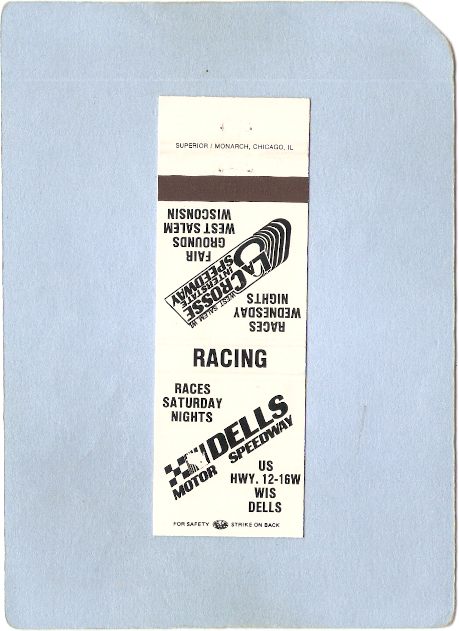 SUPERIOR / MONARCH, CHICAGO, IL
FAIR
GROUNDS
WEST SALEM
WISCONSIN
LACROSSE
INTERSTATE
SPEEDWAY
WEST SALEM, WI
RACES
WEDNESDAY
NIGHTS
RACING
RACES
SATURDAY
NIGHTS
DELLS
MOTOR SPEEDWAY
US
HWY. 12-16W
WIS
DELLS
FOR SAFETY STRIKE ON BACK